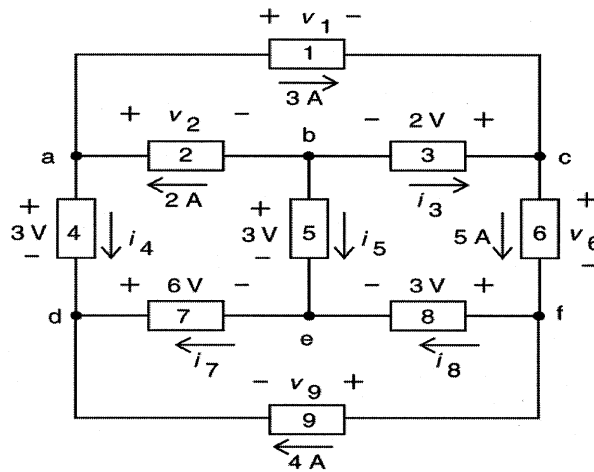 + v1 −
1
3 A
+ v2 − b − 2 V +
a 2 3 c
2 A i3
+ + +
3 V 4 i4 3 V 5 i5 5 A 6 v6
− − −
+ 6 V − − 3 V +
d 7 8 f
i7 e i8
− v9 +
9
4 A